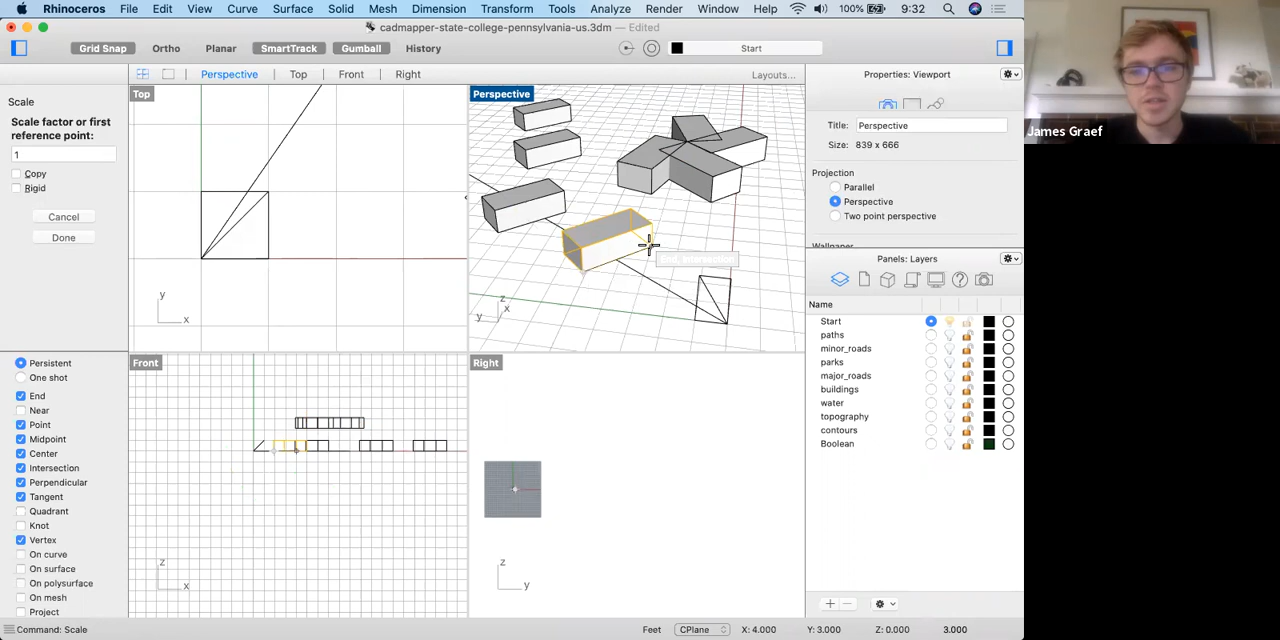 Rhinoceros File Edit View Curve Surface Solid Mesh Dimension Transform Tools Analyze Render Window Help 100% 9:32
cadmapper-state-college-pennsylvania-us.3dm — Edited
Grid Snap Ortho Planar SmartTrack Gumball History Start
Perspective Top Front Right Layouts...
Properties: Viewport
Scale
Scale factor or first
reference point:
1
Copy
Rigid
Cancel
Done
Top
y
x
Perspective
End, Intersection
z
x
y
Title: Perspective
Size: 839 x 666
Projection
Parallel
Perspective
Two point perspective
Wallpaper
Panels: Layers
Name
Start
paths
minor_roads
parks
major_roads
buildings
water
topography
contours
Boolean
Persistent
One shot
End
Near
Point
Midpoint
Center
Intersection
Perpendicular
Tangent
Quadrant
Knot
Vertex
On curve
On surface
On polysurface
On mesh
Project
Front
z
x
Right
z
y
Command: Scale Feet CPlane X: 4.000 Y: 3.000 Z: 0.000 3.000
James Graef